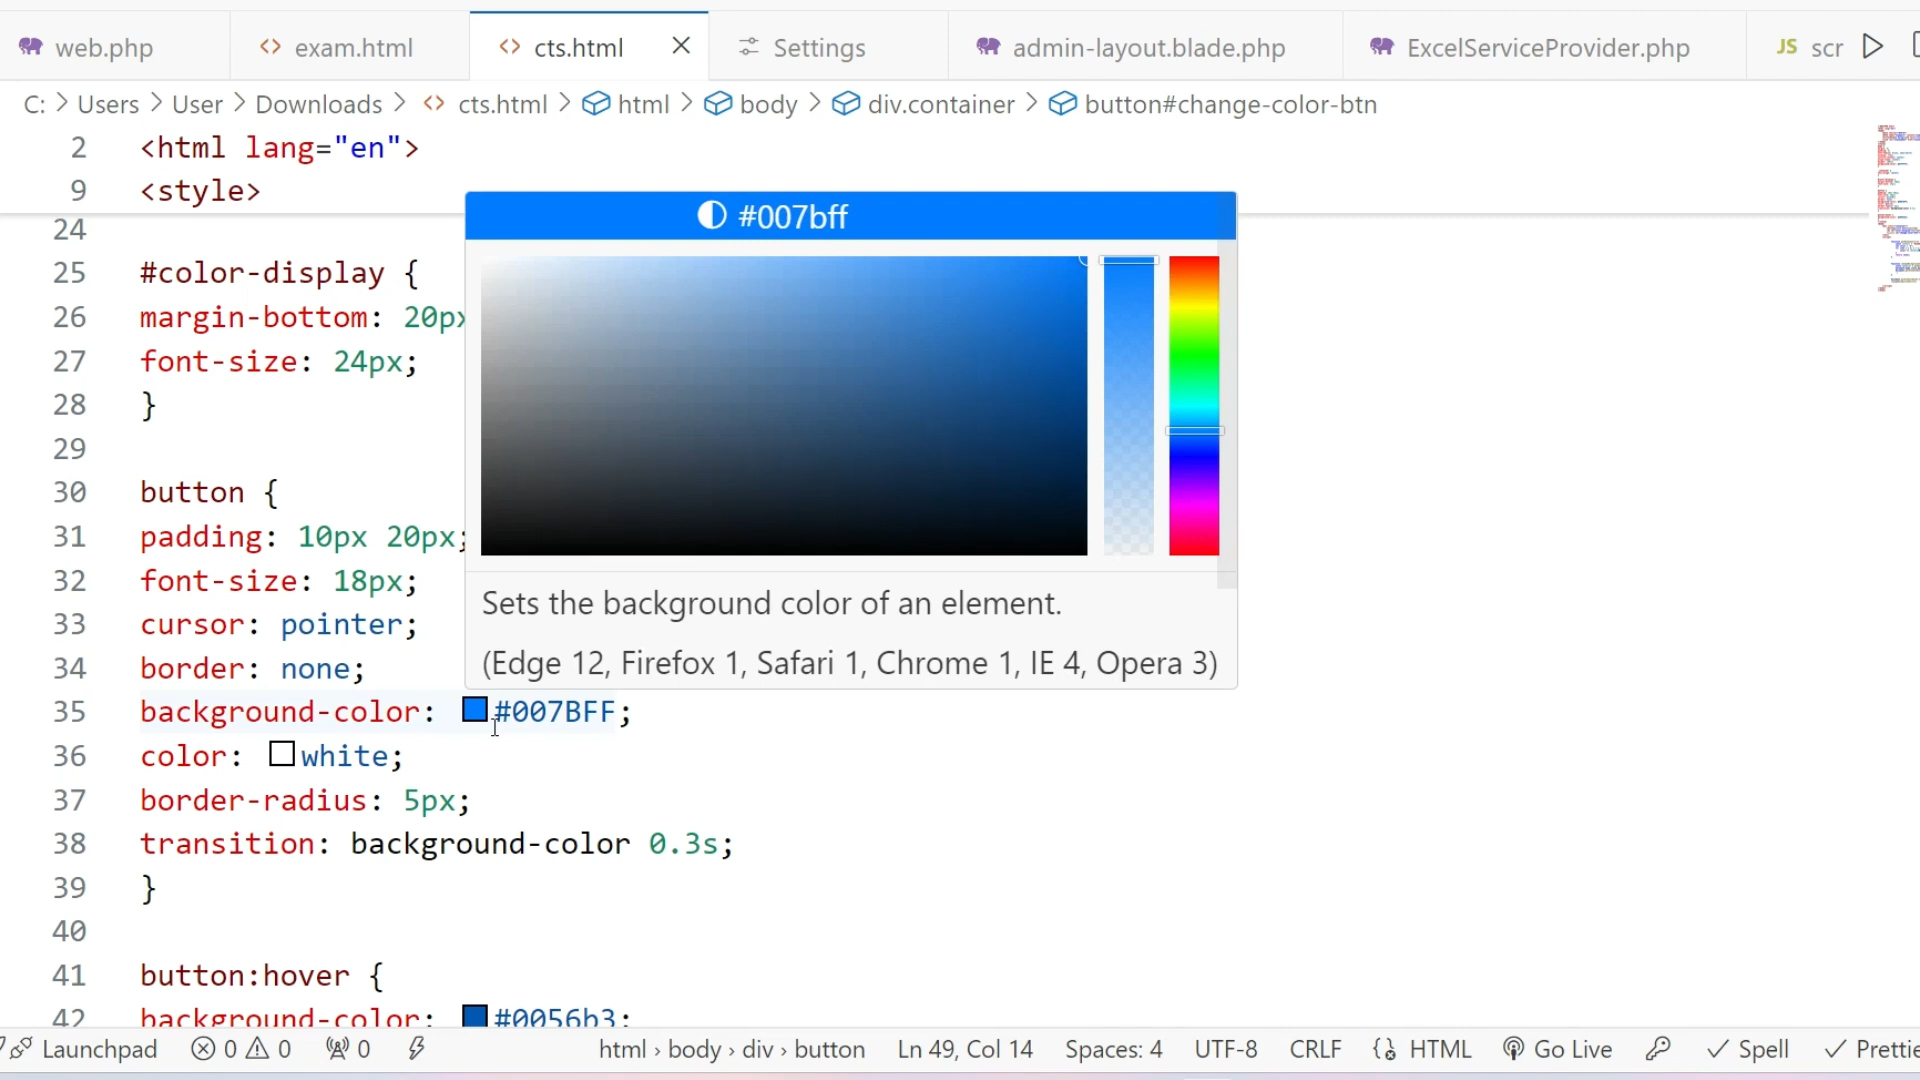 web.php exam.html cts.html Settings admin-layout.blade.php ExcelServiceProvider.php JS scr
C: > Users > User > Downloads > cts.html > html > body > div.container > button#change-color-btn
2 <html lang="en">
9 <style>
24
25 #color-display {
26 margin-bottom: 20px
27 font-size: 24px;
28 }
29
30 button {
31 padding: 10px 20px;
32 font-size: 18px;
33 cursor: pointer;
34 border: none;
35 background-color: #007BFF;
36 color: white;
37 border-radius: 5px;
38 transition: background-color 0.3s;
39 }
40
41 button:hover {
42 background-color: #0056b3;
#007bff
Sets the background color of an element.
(Edge 12, Firefox 1, Safari 1, Chrome 1, IE 4, Opera 3)
Launchpad 0 0 0 html › body › div › button Ln 49, Col 14 Spaces: 4 UTF-8 CRLF HTML Go Live Spell Prettie